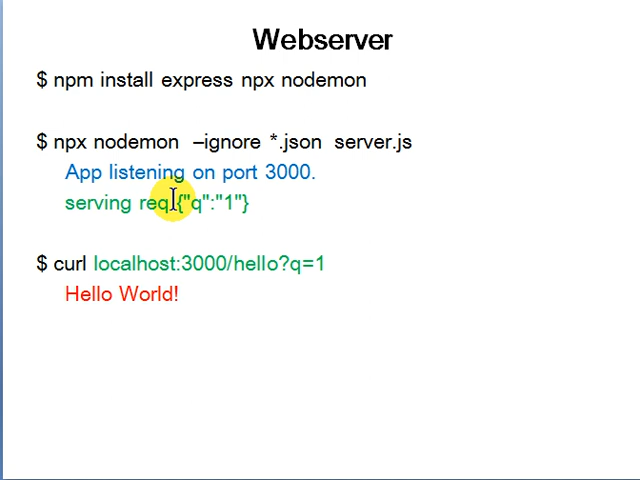 Webserver
$ npm install express npx nodemon
$ npx nodemon –ignore *.json server.js
App listening on port 3000.
serving req {"q":"1"}
$ curl localhost:3000/hello?q=1
Hello World!